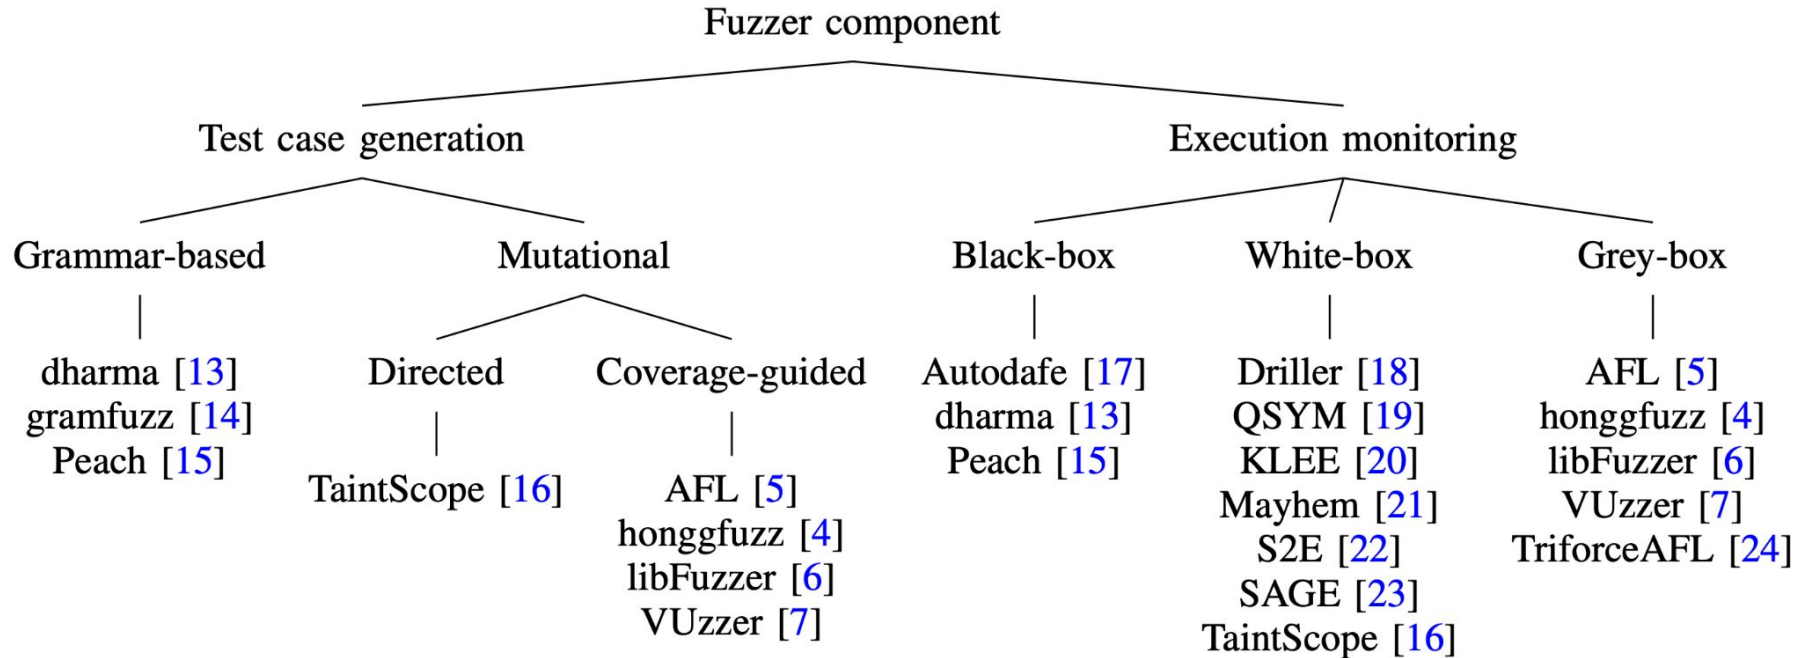 Fuzzer component
Test case generation
Execution monitoring
Grammar-based
Mutational
Black-box
White-box
Grey-box
dharma [13]
gramfuzz [14]
Peach [15]
Directed
TaintScope [16]
Coverage-guided
AFL [5]
honggfuzz [4]
libFuzzer [6]
VUzzer [7]
Autodafe [17]
dharma [13]
Peach [15]
Driller [18]
QSYM [19]
KLEE [20]
Mayhem [21]
S2E [22]
SAGE [23]
TaintScope [16]
AFL [5]
honggfuzz [4]
libFuzzer [6]
VUzzer [7]
TriforceAFL [24]